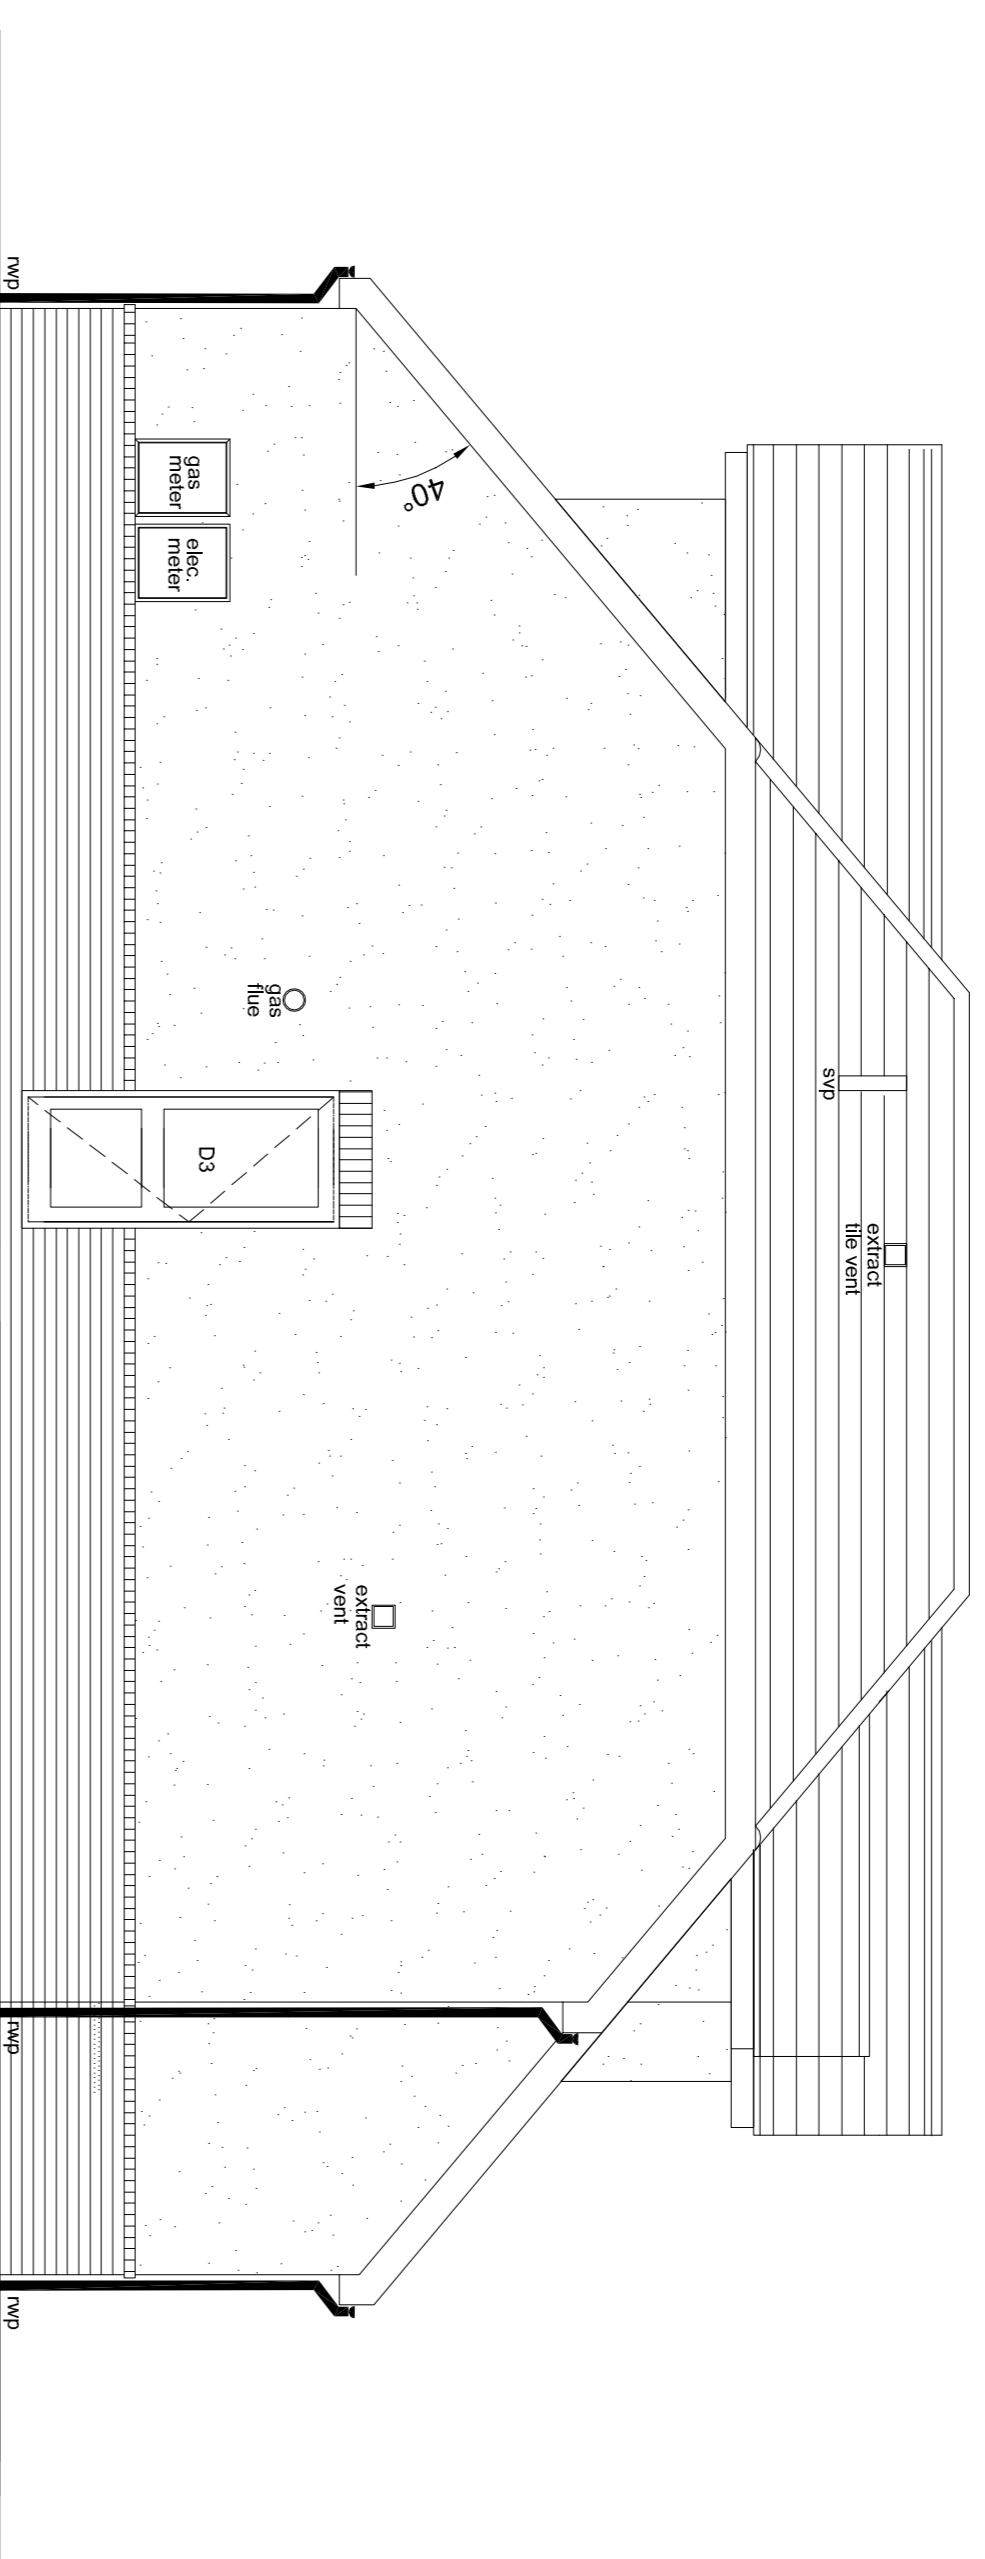 svp
extract
tile vent
40°
gas
meter
elec.
meter
gas
flue
D3
extract
vent
rwp
rwp
rwp